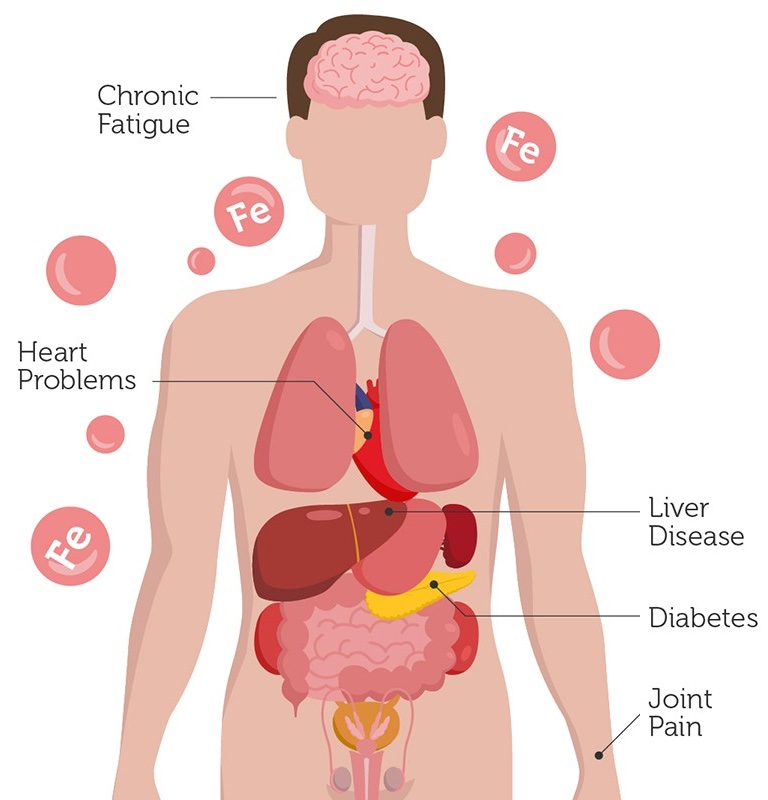 Chronic
Fatigue
Fe
Fe
Heart
Problems
Fe
Liver
Disease
Diabetes
Joint
Pain